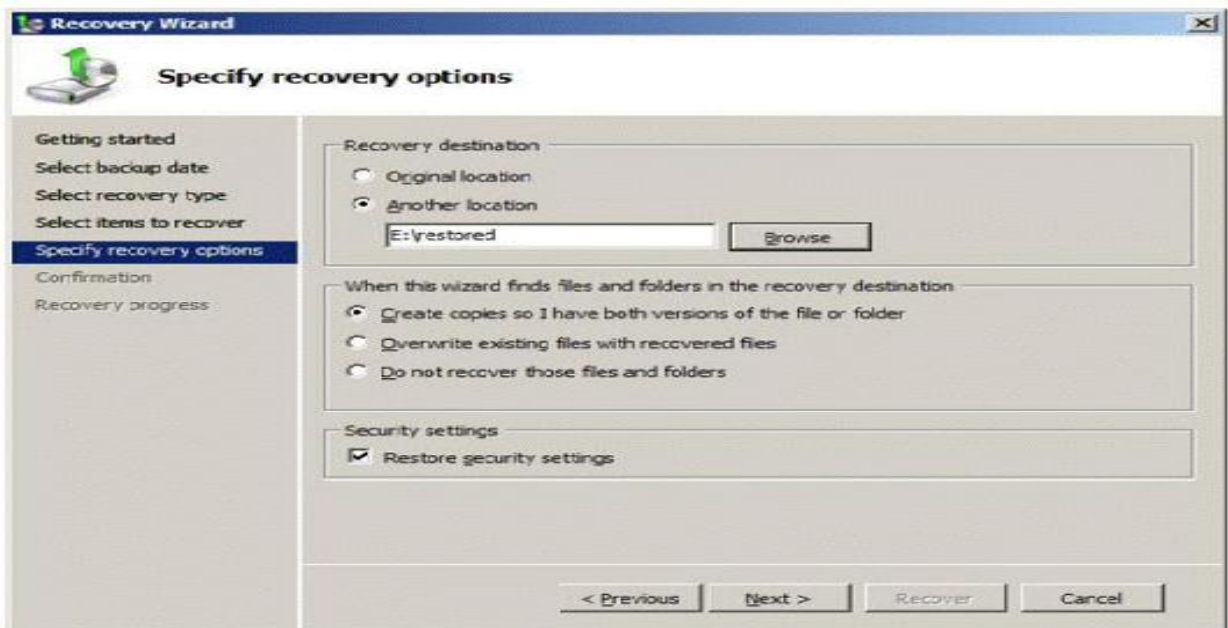 Recovery Wizard
Specify recovery options
Getting started
Select backup date
Select recovery type
Select items to recover
Specify recovery options
Confirmation
Recovery progress
Recovery destination
Original location
Another location
E:\restored
Browse
When this wizard finds files and folders in the recovery destination
Create copies so I have both versions of the file or folder
Overwrite existing files with recovered files
Do not recover those files and folders
Security settings
Restore security settings
< Previous Next > Recover Cancel